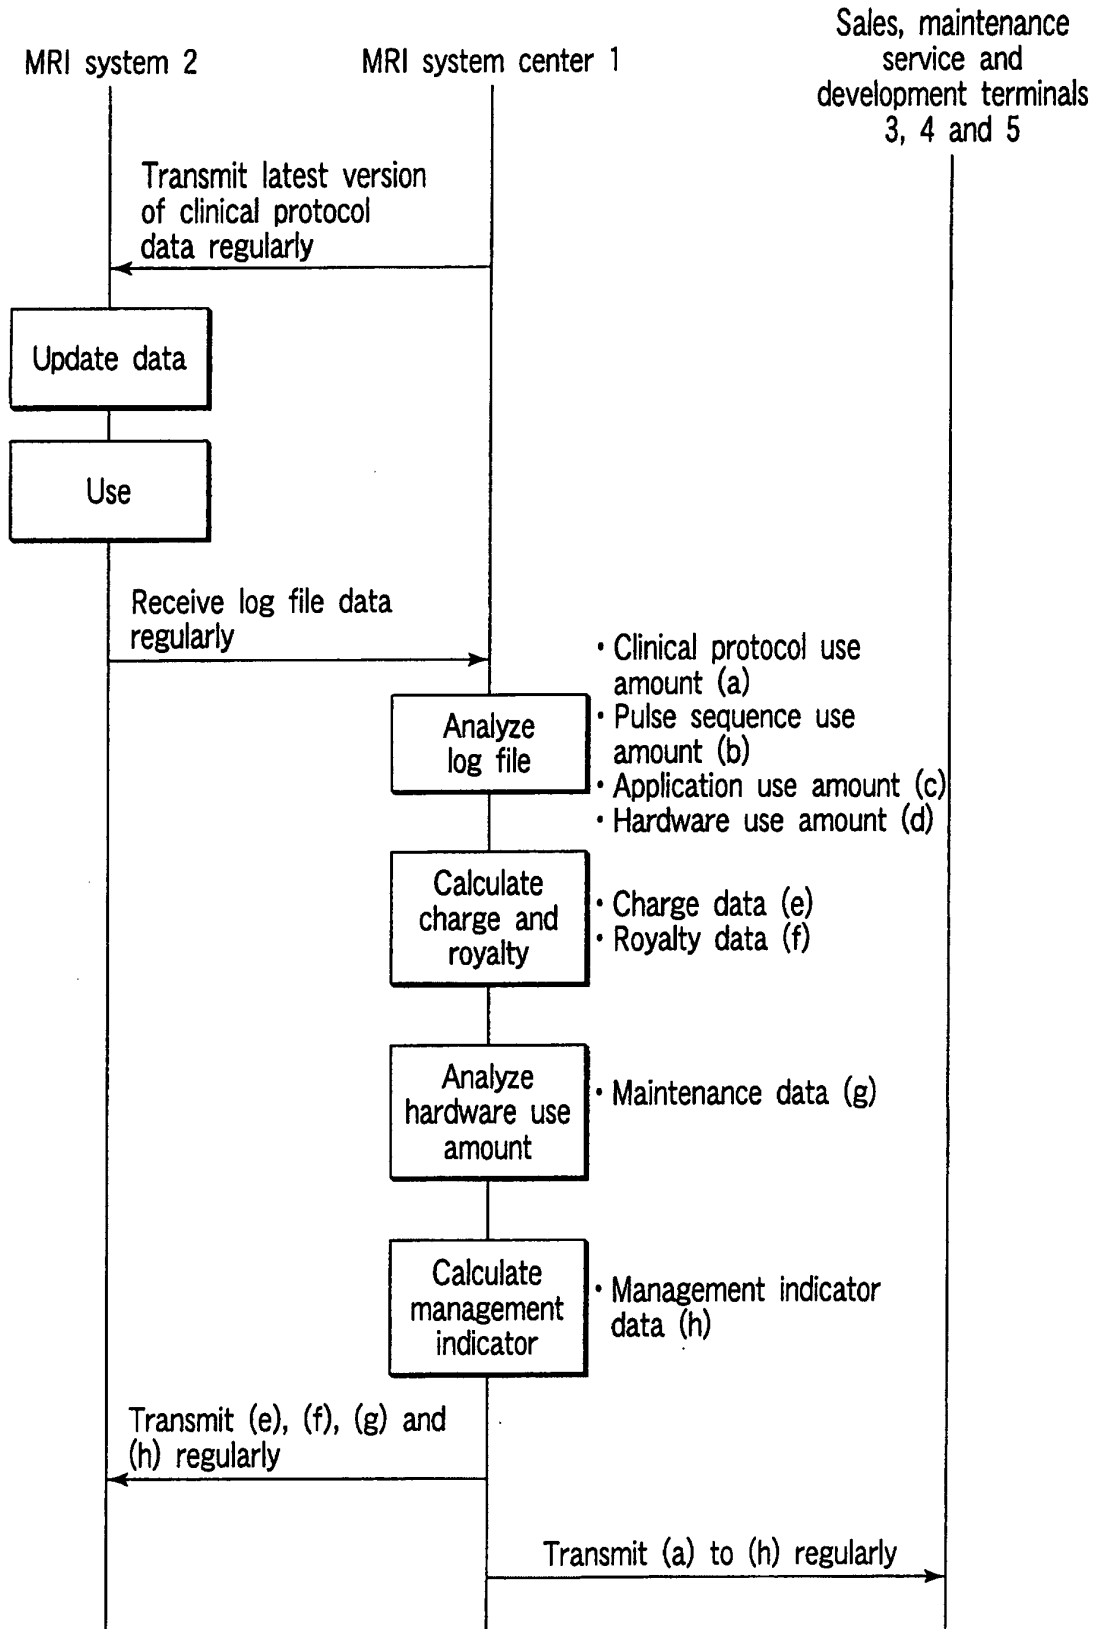 MRI system 2
MRI system center 1
Sales, maintenance
service and
development terminals
3, 4 and 5
Transmit latest version
of clinical protocol
data regularly
Update data
Use
Receive log file data
regularly
Analyze
log file
・Clinical protocol use
amount (a)
・Pulse sequence use
amount (b)
・Application use amount (c)
・Hardware use amount (d)
Calculate
charge and
royalty
・Charge data (e)
・Royalty data (f)
Analyze
hardware use
amount
・Maintenance data (g)
Calculate
management
indicator
・Management indicator
data (h)
Transmit (e), (f), (g) and
(h) regularly
Transmit (a) to (h) regularly